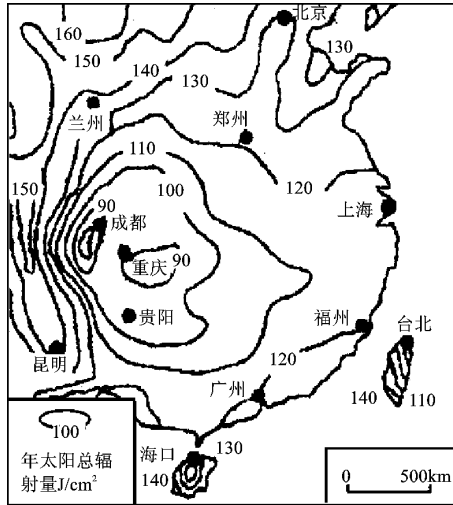 160
北京
150
140
130
130
兰州
郑州
110
100
120
150
90
成都
上海
重庆
90
贵阳
福州
台北
昆明
120
广州
140
110
100
年太阳总辐
射量J/cm²
海口
130
140
0 500km